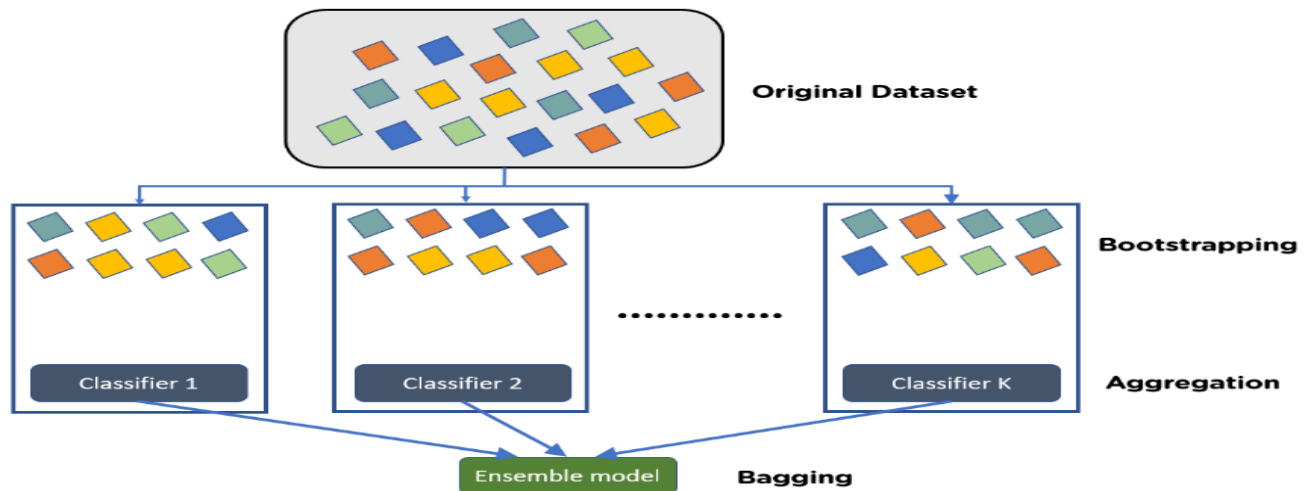 Original Dataset
Bootstrapping
Classifier 1
Classifier 2
Classifier K
Aggregation
Ensemble model
Bagging